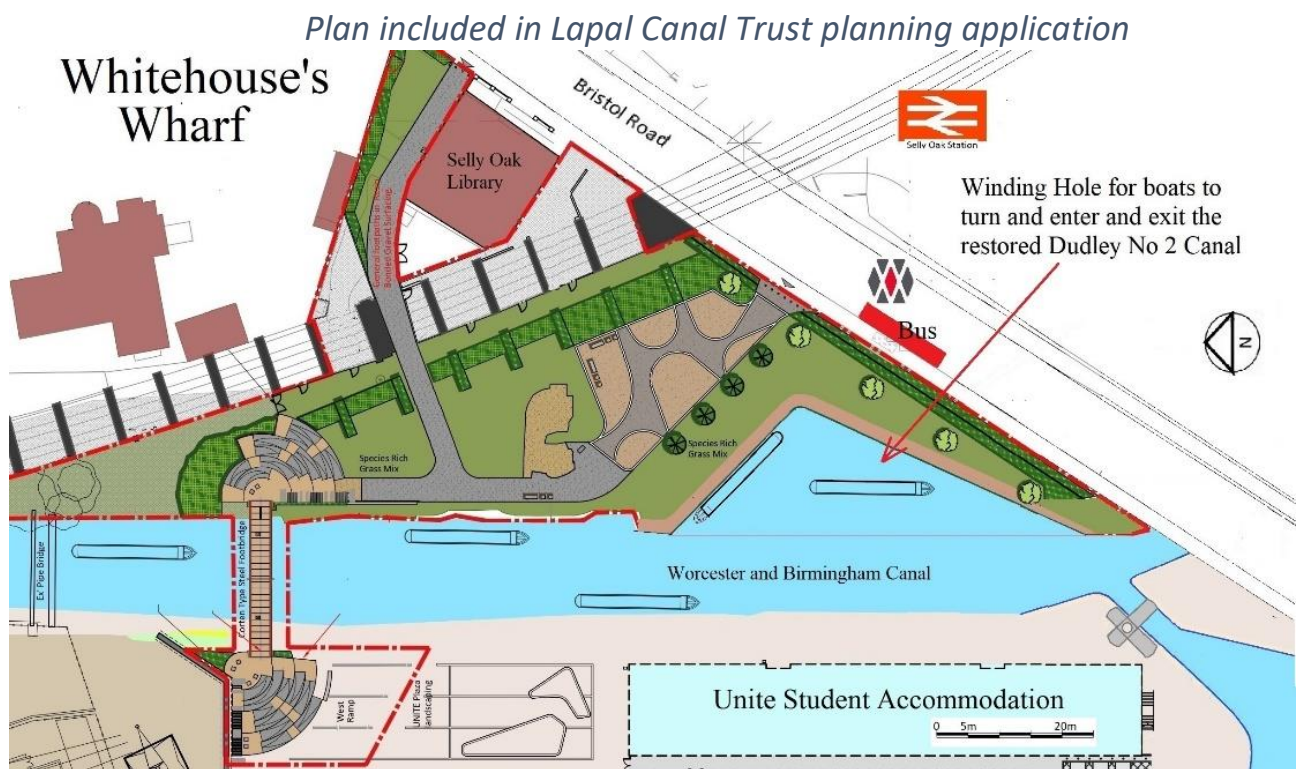 Plan included in Lapal Canal Trust planning application
Whitehouse's
Wharf
Bristol Road
Selly Oak Station
Selly Oak
Library
Winding Hole for boats to
turn and enter and exit the
restored Dudley No 2 Canal
Bonded Gravel Surfacing
Bus
N
Species Rich
Grass Mix
Species Rich
Grass Mix
Ex' Pipe Bridge
Corten Type Steel Footbridge
Worcester and Birmingham Canal
West
Ramp
UNITE Plaza
landscaping
Unite Student Accommodation
0 5m 20m